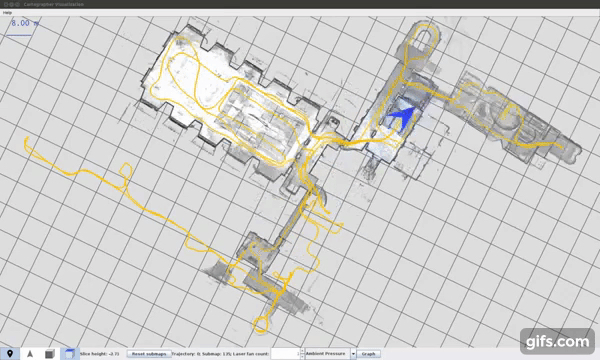 Cartographer Visualization
Help
8.00 m
Slice height: -2.71 Reset submaps Trajectory: 0; Submap: 135; Laser fan count: Ambient Pressure Graph
gifs.com